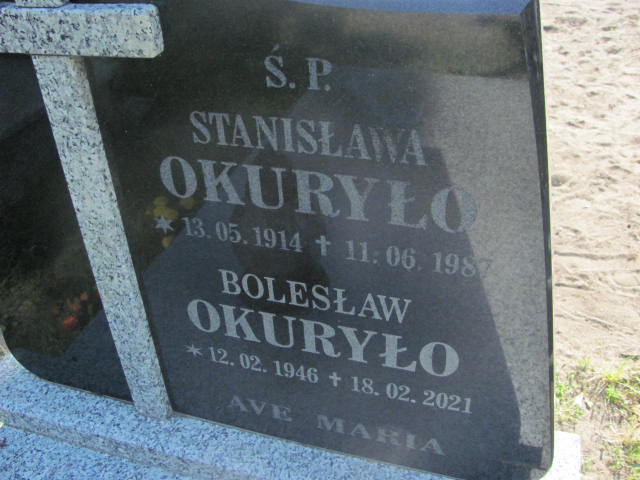 Ś. P.
STANISŁAWA
OKURYŁO
* 13. 05. 1914 † 11. 06. 1987
BOLESŁAW
OKURYŁO
* 12. 02. 1946 † 18. 02. 2021
AVE MARIA